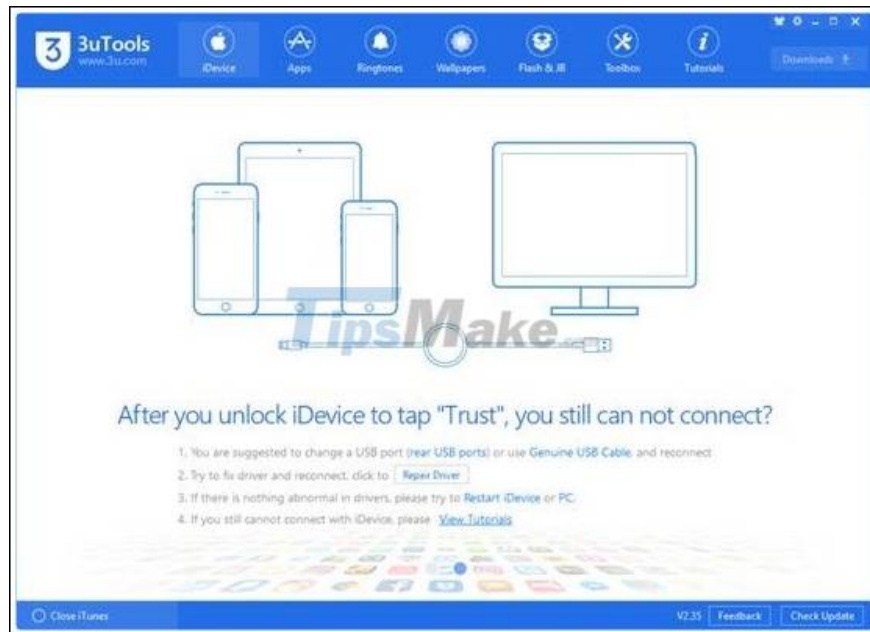 3 3uTools
www.3u.com
iDevice
Apps
Ringtones
Wallpapers
Flash & JB
Toolbox
Tutorials
Downloads
TipsMake.com
After you unlock iDevice to tap "Trust", you still can not connect?
1. You are suggested to change a USB port (rear USB ports) or use Genuine USB Cable, and reconnect
2. Try to fix driver and reconnect, click to Repair Driver
3. If there is nothing abnormal in drivers, please try to Restart iDevice or PC.
4. If you still cannot connect with iDevice, please View Tutorials
Close iTunes
V2.35 Feedback Check Update